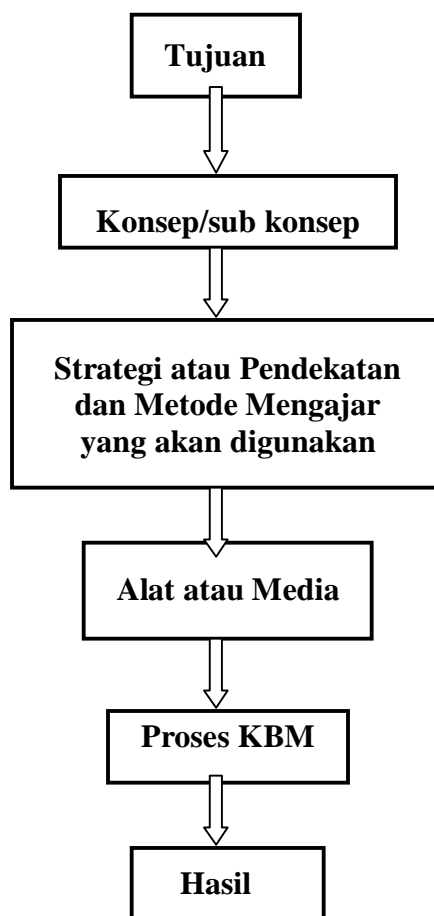 Tujuan
Konsep/sub konsep
Strategi atau Pendekatan
dan Metode Mengajar
yang akan digunakan
Alat atau Media
Proses KBM
Hasil